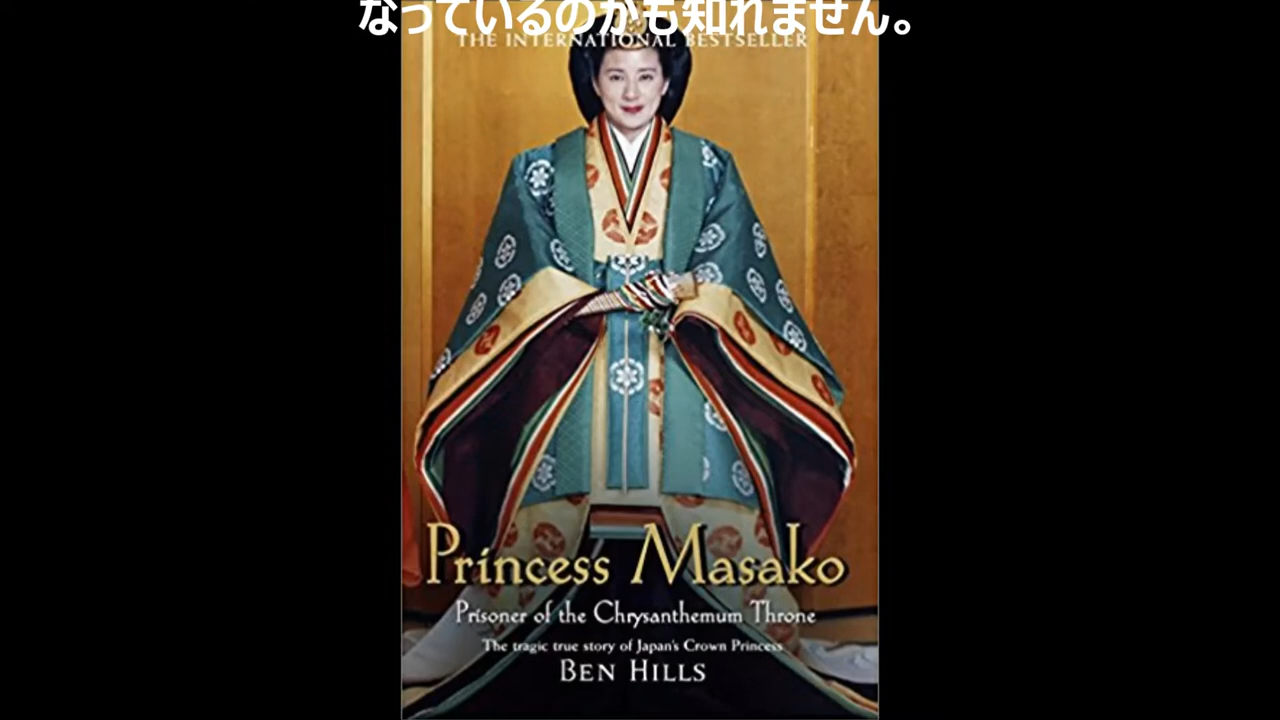 なっているのかも知れません。
THE INTERNATIONAL BESTSELLER
Princess Masako
Prisoner of the Chrysanthemum Throne
The tragic true story of Japan's Crown Princess
BEN HILLS